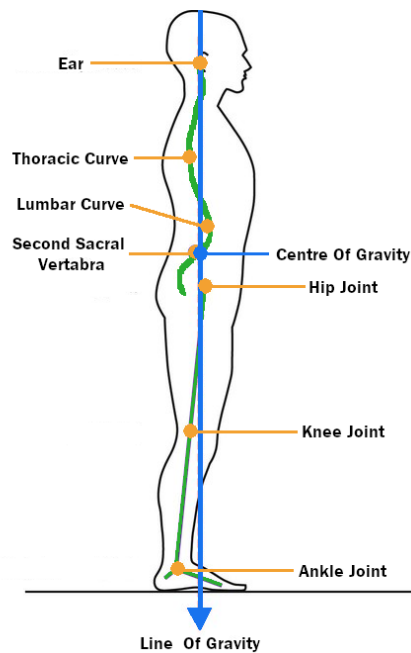 Ear
Thoracic Curve
Lumbar Curve
Second Sacral
Vertabra
Centre Of Gravity
Hip Joint
Knee Joint
Ankle Joint
Line Of Gravity